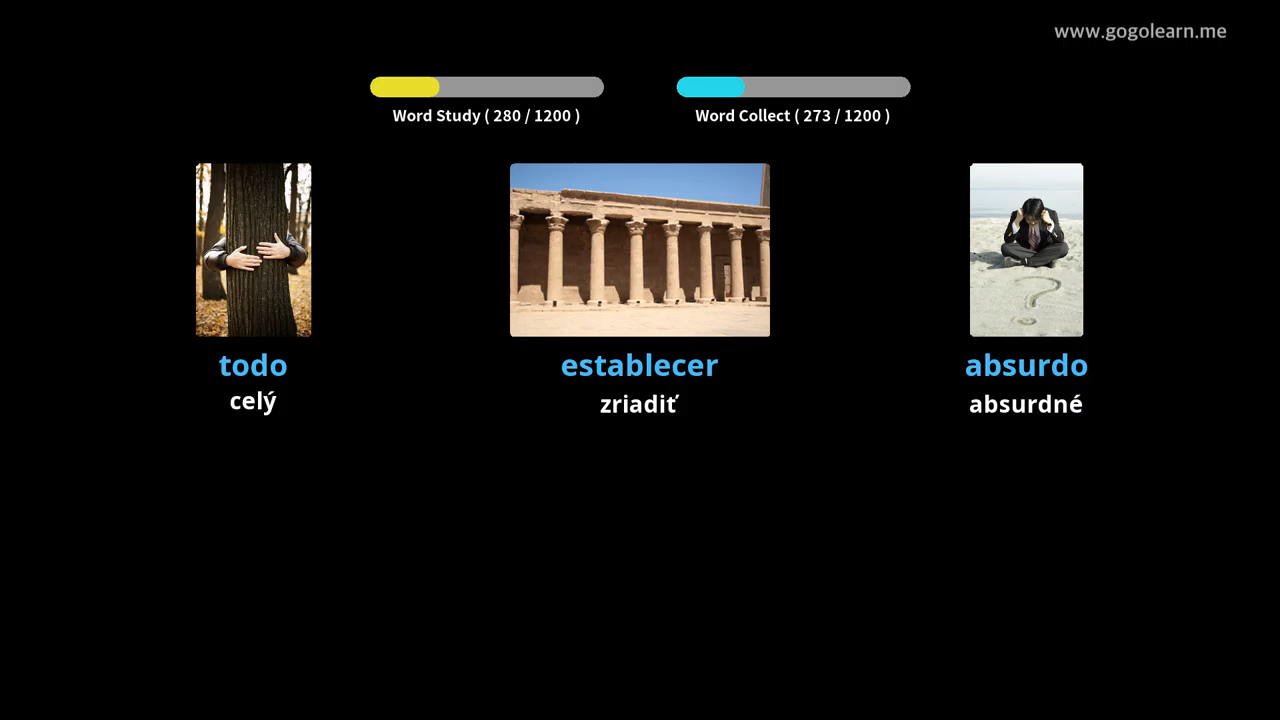 www.gogolearn.me
Word Study ( 280 / 1200 )
Word Collect ( 273 / 1200 )
todo
establecer
absurdo
celý
zriadiť
absurdné